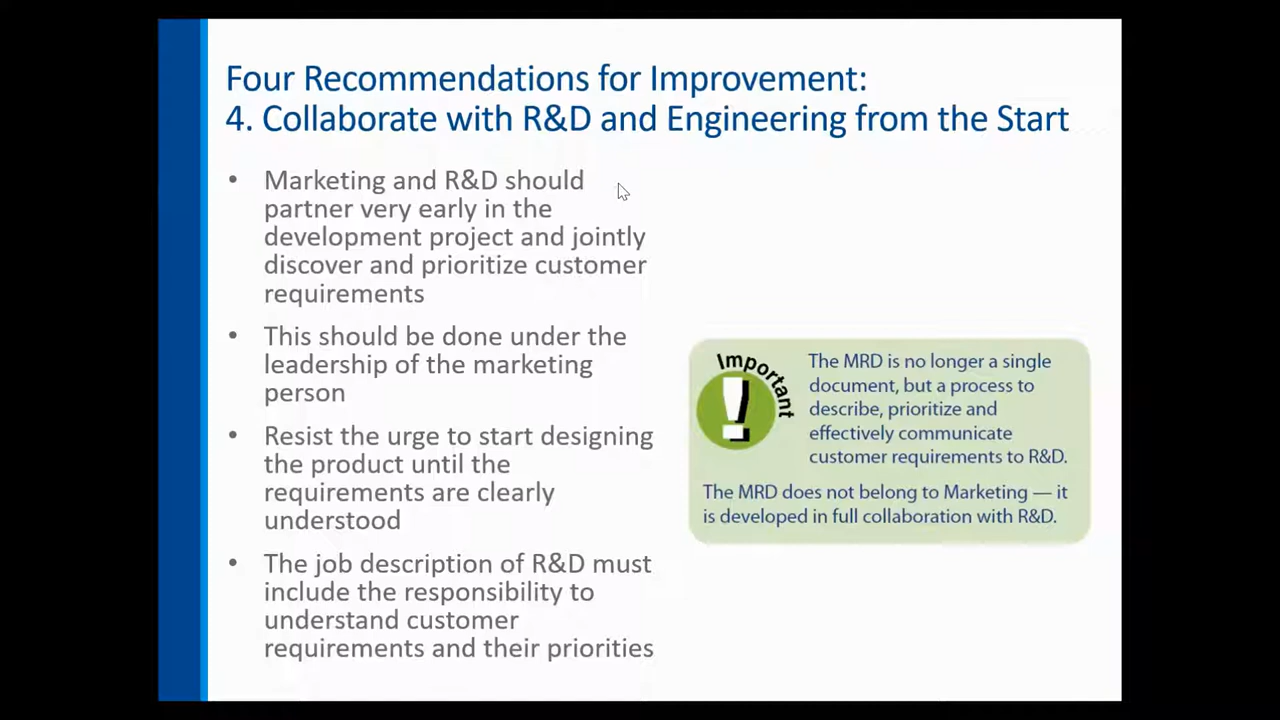 Four Recommendations for Improvement:
4. Collaborate with R&D and Engineering from the Start
• Marketing and R&D should
partner very early in the
development project and jointly
discover and prioritize customer
requirements
• This should be done under the
leadership of the marketing
person
• Resist the urge to start designing
the product until the
requirements are clearly
understood
• The job description of R&D must
include the responsibility to
understand customer
requirements and their priorities
Important
!
The MRD is no longer a single
document, but a process to
describe, prioritize and
effectively communicate
customer requirements to R&D.
The MRD does not belong to Marketing — it
is developed in full collaboration with R&D.